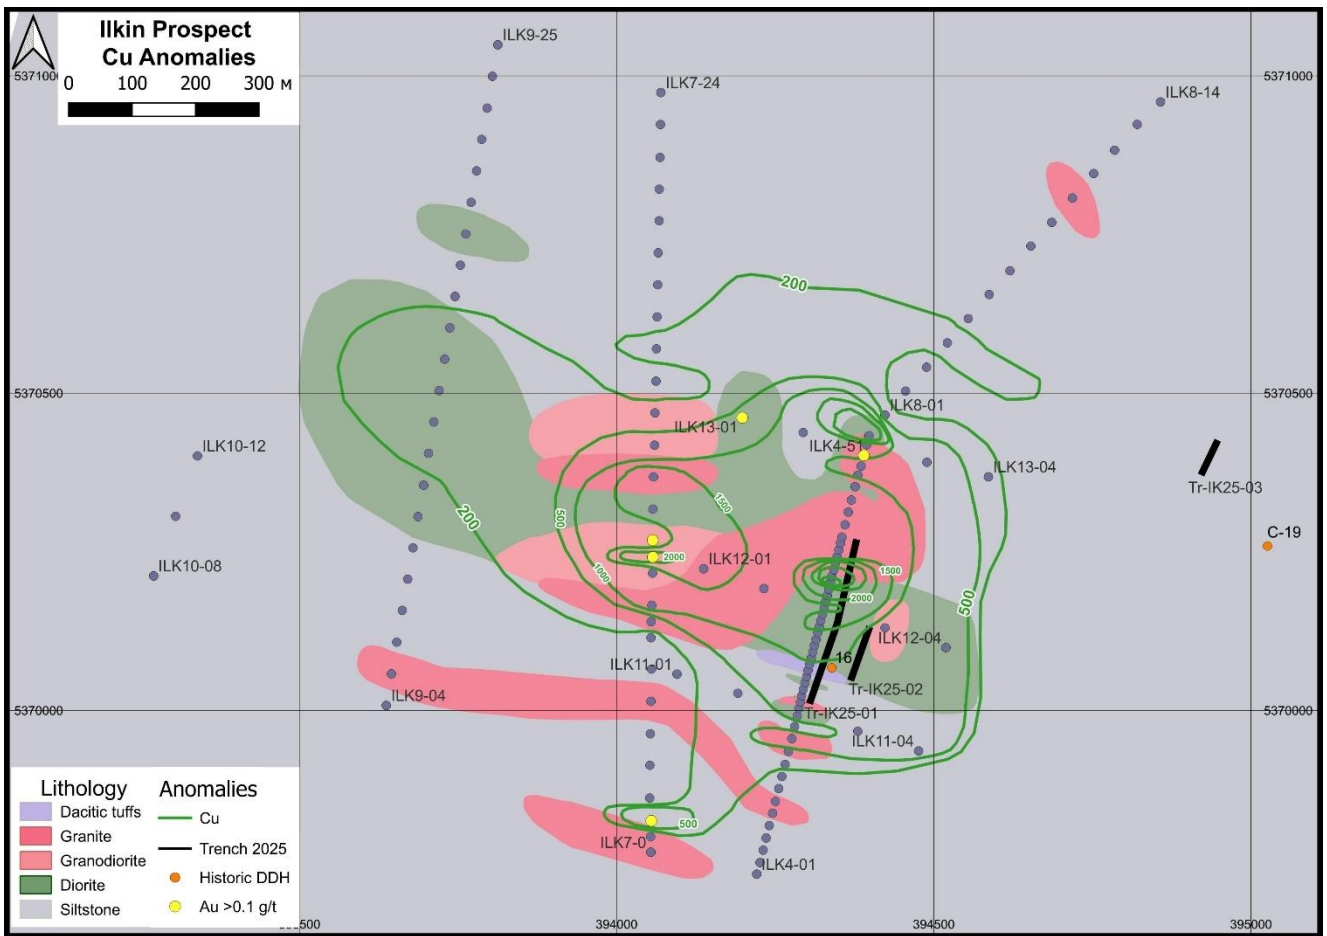 Ilkin Prospect
Cu Anomalies
0 100 200 300 м
ILK9-25
ILK7-24
ILK8-14
5371000
200
5370500
5370500
ILK8-01
ILK13-01
ILK4-51
ILK10-12
ILK13-04
Tr-IK25-03
1500
200
500
C-19
2000
ILK12-01
1500
ILK10-08
1000
2000
500
ILK12-04
16
ILK11-01
Tr-IK25-02
ILK9-04
Tr-IK25-01
5370000
ILK11-04
500
ILK7-0
ILK4-01
Lithology
Dacitic tuffs
Granite
Granodiorite
Diorite
Siltstone
Anomalies
Cu
Trench 2025
Historic DDH
Au >0.1 g/t
394000
394500
395000